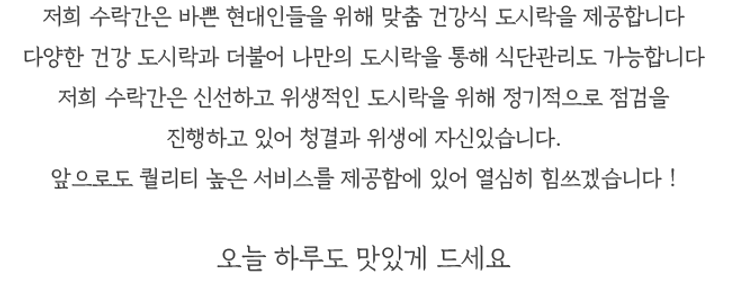 저희 수락간은 바쁜 현대인들을 위해 맞춤 건강식 도시락을 제공합니다
다양한 건강 도시락과 더불어 나만의 도시락을 통해 식단관리도 가능합니다
저희 수락간은 신선하고 위생적인 도시락을 위해 정기적으로 점검을
진행하고 있어 청결과 위생에 자신있습니다.
앞으로도 퀄리티 높은 서비스를 제공함에 있어 열심히 힘쓰겠습니다 !
오늘 하루도 맛있게 드세요